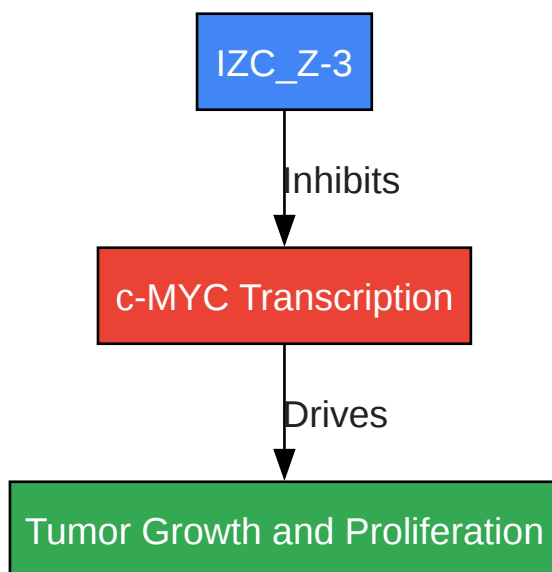 IZC_Z-3
Inhibits
c-MYC Transcription
Drives
Tumor Growth and Proliferation